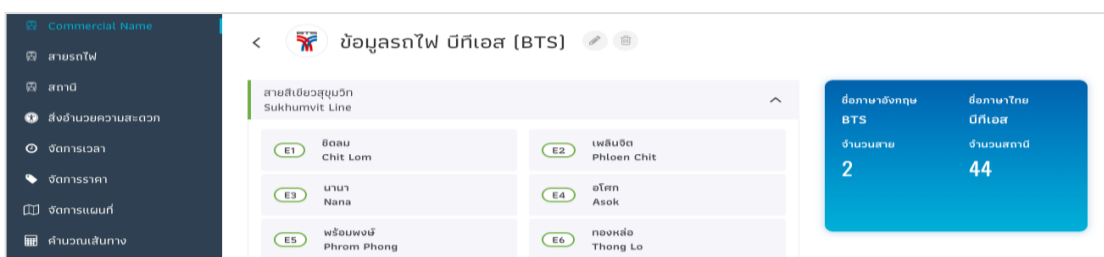 Commercial Name
สายรถไฟ
สถานี
สิ่งอำนวยความสะดวก
จัดการเวลา
จัดการราคา
จัดการแผนที่
คำนวณเส้นทาง
ข้อมูลรถไฟ บีทีเอส (BTS)
สายสีเขียวสุขุมวิท
Sukhumvit Line
E1
ชิดลม
Chit Lom
E2
เพลินจิต
Phloen Chit
E3
นานา
Nana
E4
อโศก
Asok
E5
พร้อมพงษ์
Phrom Phong
E6
ทองหล่อ
Thong Lo
ชื่อภาษาอังกฤษ
BTS
ชื่อภาษาไทย
บีทีเอส
จำนวนสาย
2
จำนวนสถานี
44